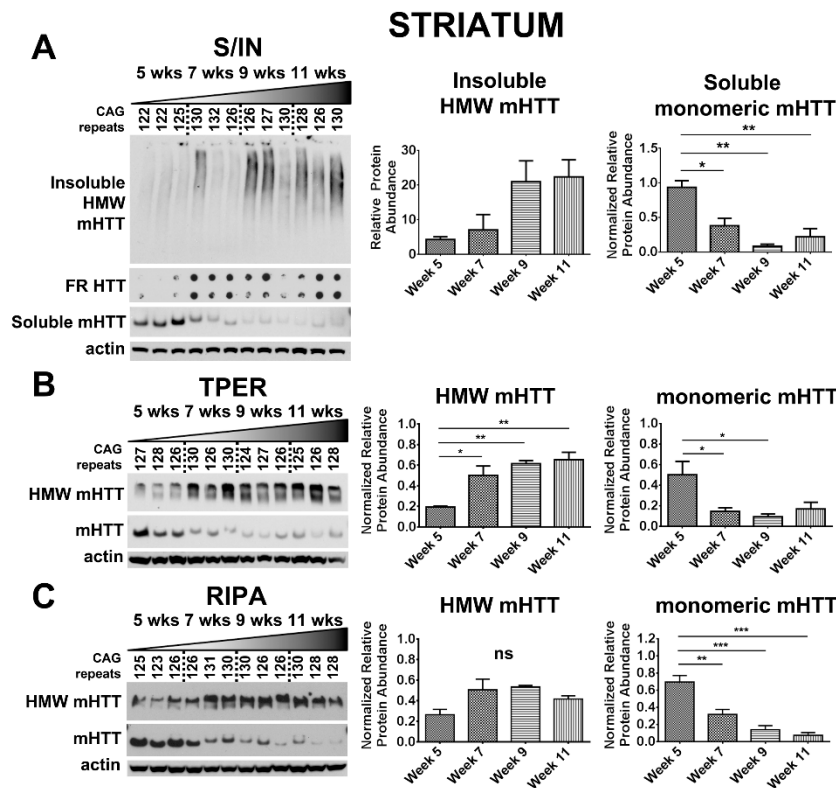 STRIATUM
A
S/IN
5 wks 7 wks 9 wks 11 wks
CAG repeats
122 122 125 130 132 126 126 127 130 128 126 130
Insoluble
HMW
mHTT
FR HTT
Soluble mHTT
actin
Insoluble
HMW mHTT
Relative Protein
Abundance
30
20
10
0
Week 5 Week 7 Week 9 Week 11
Soluble
monomeric mHTT
Normalized Relative
Protein Abundance
1.5
1.0
0.5
0.0
**
**
*
Week 5 Week 7 Week 9 Week 11
B
TPER
5 wks 7 wks 9 wks 11 wks
CAG
repeats
127 128 126 130 126 130 124 127 126 125 126 128
HMW mHTT
mHTT
actin
HMW mHTT
Normalized Relative
Protein Abundance
1.0
0.8
0.6
0.4
0.2
0.0
**
**
*
Week 5 Week 7 Week 9 Week 11
monomeric mHTT
Normalized Relative
Protein Abundance
1.0
0.8
0.6
0.4
0.2
0.0
*
*
Week 5 Week 7 Week 9 Week 11
C
RIPA
5 wks 7 wks 9 wks 11 wks
CAG
repeats
125 123 126 126 131 130 130 126 126 130 128 128
HMW mHTT
mHTT
actin
HMW mHTT
Normalized Relative
Protein Abundance
1.0
0.8
0.6
0.4
0.2
0.0
ns
Week 5 Week 7 Week 9 Week 11
monomeric mHTT
Normalized Relative
Protein Abundance
1.2
1.0
0.8
0.6
0.4
0.2
0.0
***
***
**
Week 5 Week 7 Week 9 Week 11